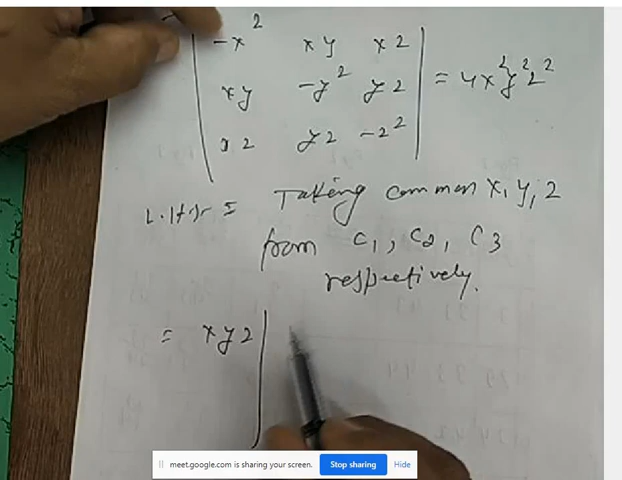 -x² xy xz
xy -y² yz = 4x²y²z²
xz yz -z²
L.H.S = Taking common x, y, z
from C1, C2, C3
respectively.
= xyz
meet.google.com is sharing your screen. Stop sharing Hide